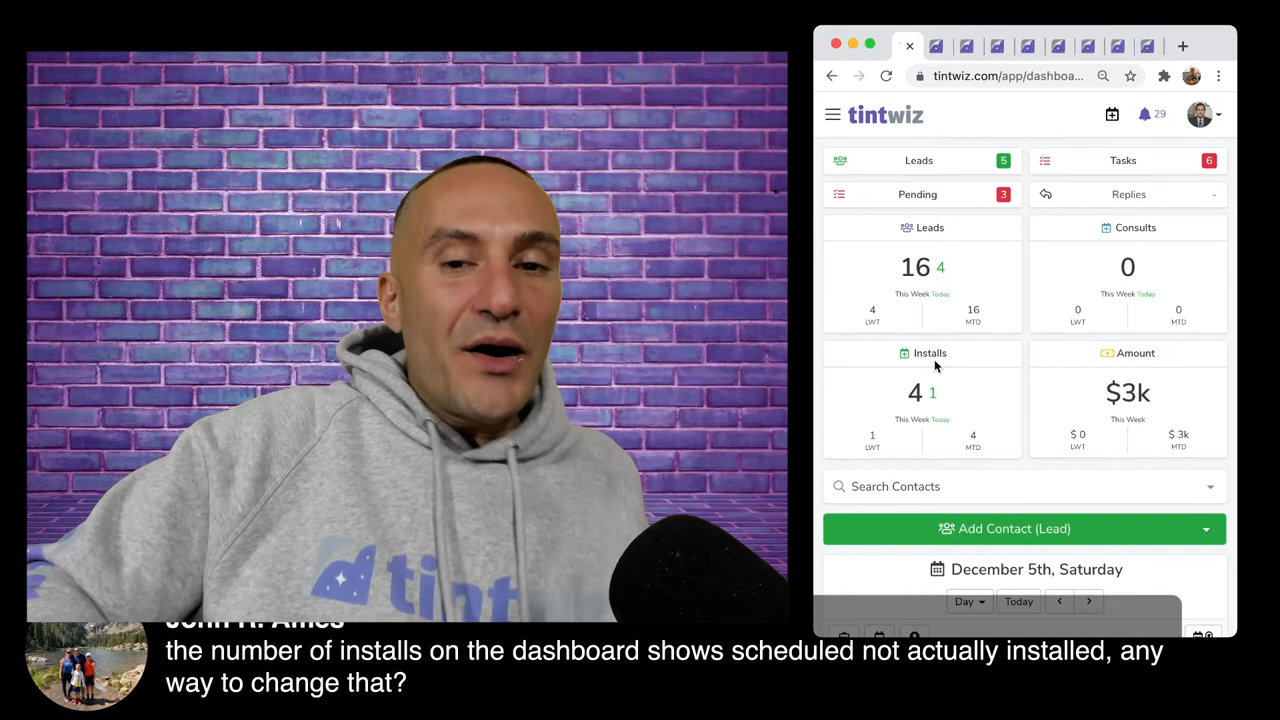 tintwiz.com/app/dashboa...
tintwiz
29
Leads 5
Tasks 6
Pending 3
Replies -
Leads
16 4
This Week Today
4 16
LWT MTD
Consults
0
This Week Today
0 0
LWT MTD
Installs
4 1
This Week Today
1 4
LWT MTD
Amount
$3k
This Week
$ 0 $ 3k
LWT MTD
Search Contacts
Add Contact (Lead)
December 5th, Saturday
Day Today
tint
John R. Ames
the number of installs on the dashboard shows scheduled not actually installed, any
way to change that?